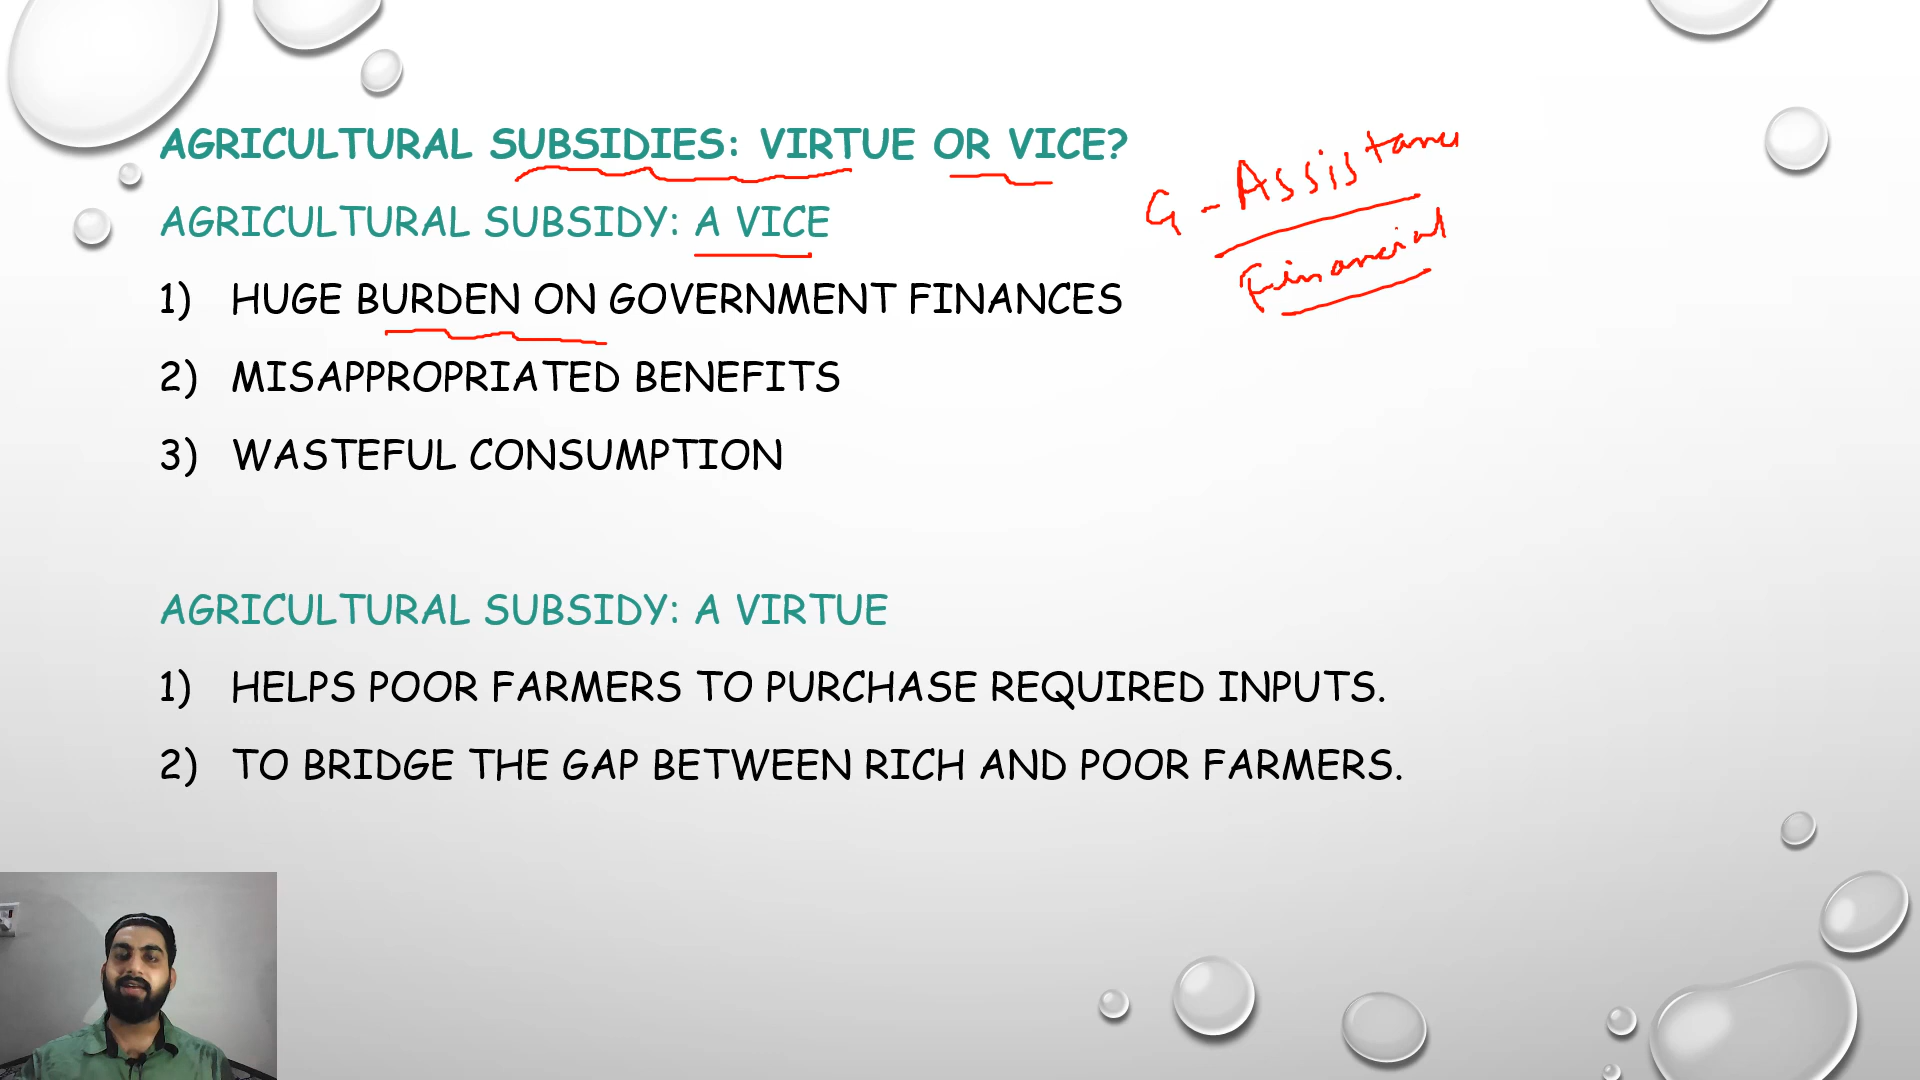 AGRICULTURAL SUBSIDIES: VIRTUE OR VICE?
G - Assistance
AGRICULTURAL SUBSIDY: A VICE
Financial
1) HUGE BURDEN ON GOVERNMENT FINANCES
2) MISAPPROPRIATED BENEFITS
3) WASTEFUL CONSUMPTION
AGRICULTURAL SUBSIDY: A VIRTUE
1) HELPS POOR FARMERS TO PURCHASE REQUIRED INPUTS.
2) TO BRIDGE THE GAP BETWEEN RICH AND POOR FARMERS.